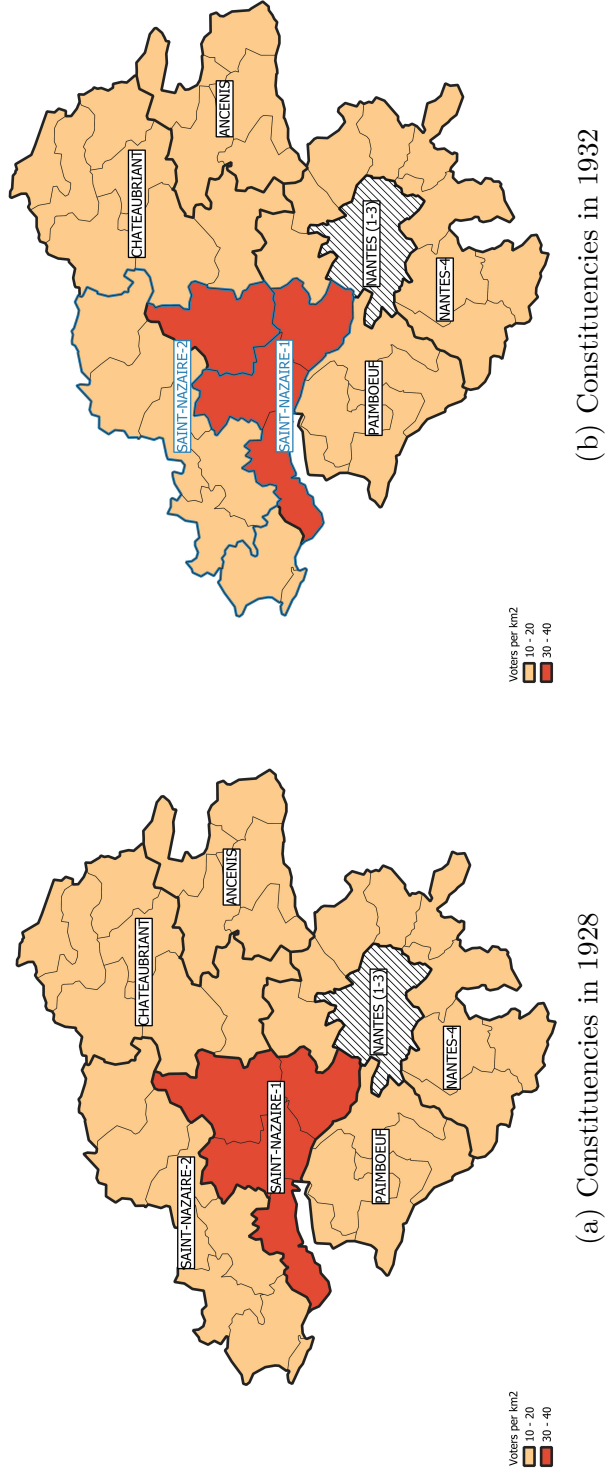 CHATEAUBRIANT
SAINT-NAZAIRE-2
ANCENIS
SAINT-NAZAIRE-1
NANTES (1-3)
PAIMBOEUF
NANTES-4
Voters per km2
10 - 20
30 - 40
(a) Constituencies in 1928
CHATEAUBRIANT
ANCENIS
SAINT-NAZAIRE-2
SAINT-NAZAIRE-1
NANTES (1-3)
PAIMBOEUF
NANTES-4
Voters per km2
10 - 20
30 - 40
(b) Constituencies in 1932